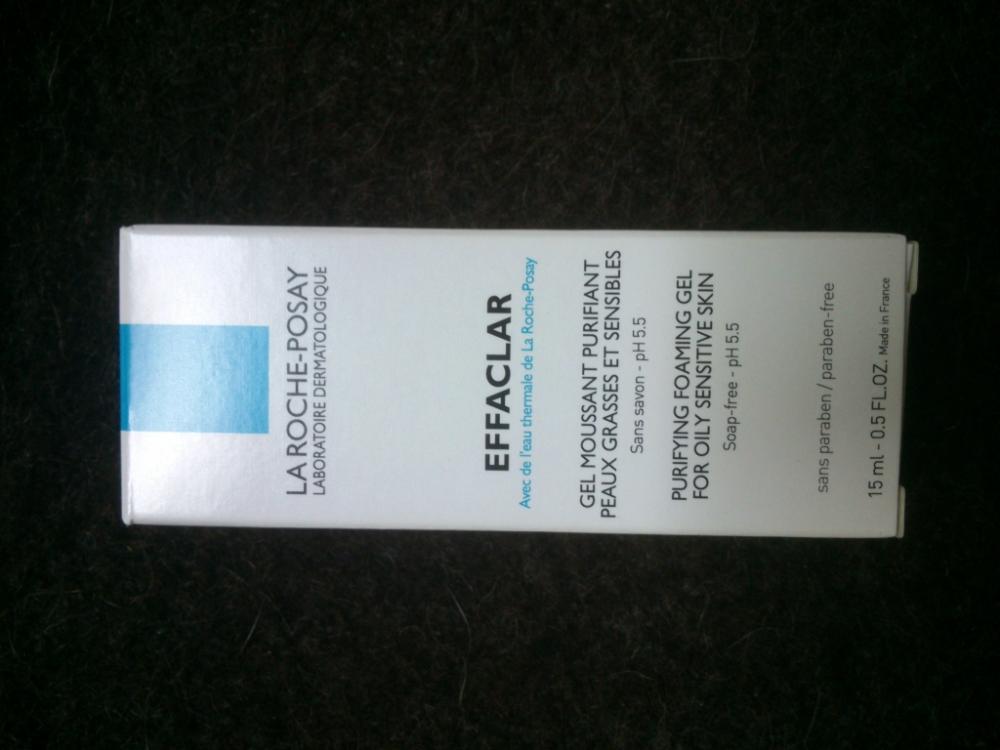 LA ROCHE-POSAY
LABORATOIRE DERMATOLOGIQUE
EFFACLAR
Avec de l'eau thermale de La Roche-Posay
GEL MOUSSANT PURIFIANT
PEAUX GRASSES ET SENSIBLES
Sans savon - pH 5.5
PURIFYING FOAMING GEL
FOR OILY SENSITIVE SKIN
Soap-free - pH 5.5
sans paraben / paraben-free
15 ml - 0.5 FL.OZ. Made in France